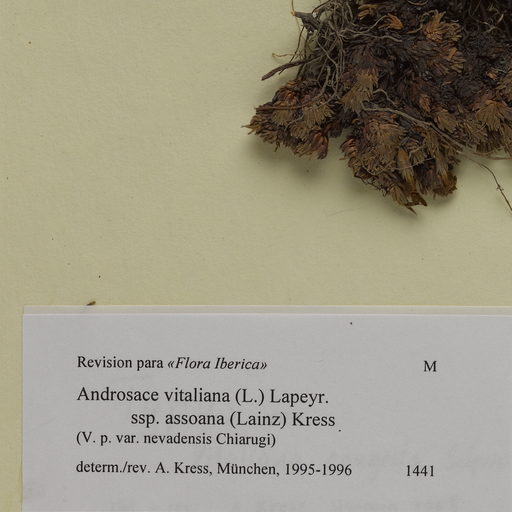 Revision para «Flora Iberica» M
Androsace vitaliana (L.) Lapeyr.
ssp. assoana (Lainz) Kress
(V. p. var. nevadensis Chiarugi)
determ./rev. A. Kress, München, 1995-1996 1441